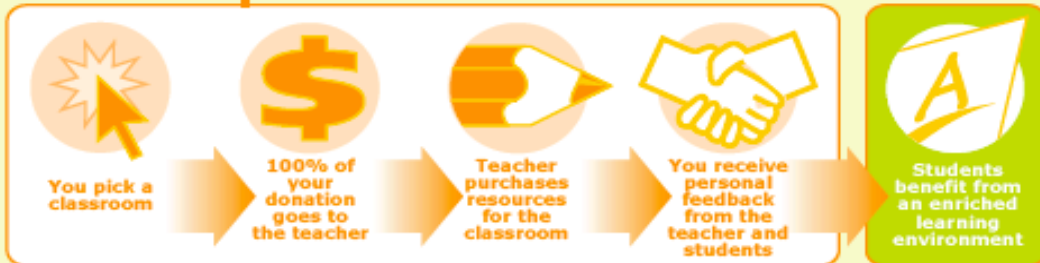 You pick a
classroom
100% of
your
donation
goes to
the teacher
Teacher
purchases
resources
for the
classroom
You receive
personal
feedback
from the
teacher and
students
A
Students
benefit from
an enriched
learning
environment